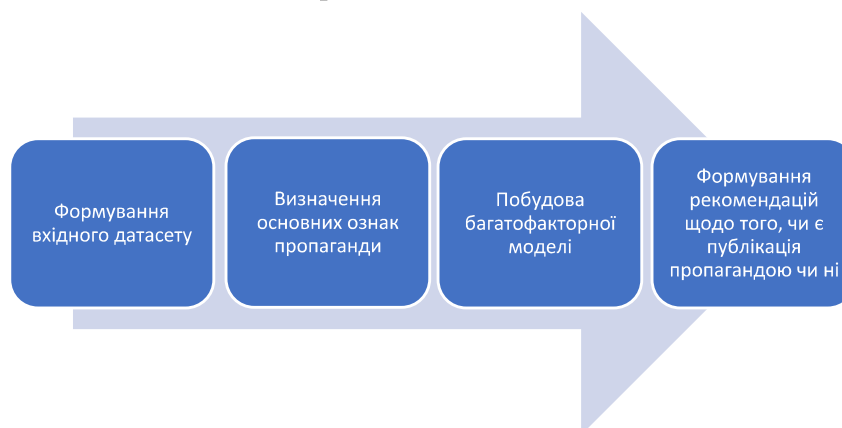 Формування
вхідного датасету
Визначення
основних ознак
пропаганди
Побудова
багатофакторної
моделі
Формування
рекомендацій
щодо того, чи є
публікація
пропагандою чи ні